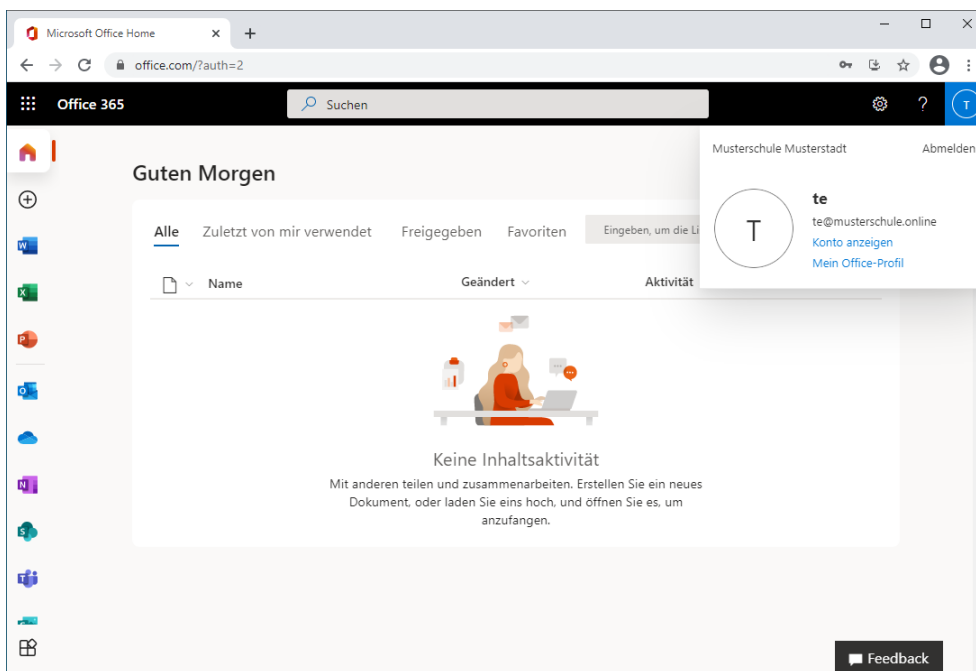 Microsoft Office Home
office.com/?auth=2
Office 365
Suchen
?
T
Musterschule Musterstadt
Abmelden
T
te
te@musterschule.online
Konto anzeigen
Mein Office-Profil
Guten Morgen
Alle
Zuletzt von mir verwendet
Freigegeben
Favoriten
Eingeben, um die Li
Name
Geändert
Aktivität
Keine Inhaltsaktivität
Mit anderen teilen und zusammenarbeiten. Erstellen Sie ein neues
Dokument, oder laden Sie eins hoch, und öffnen Sie es, um
anzufangen.
Feedback